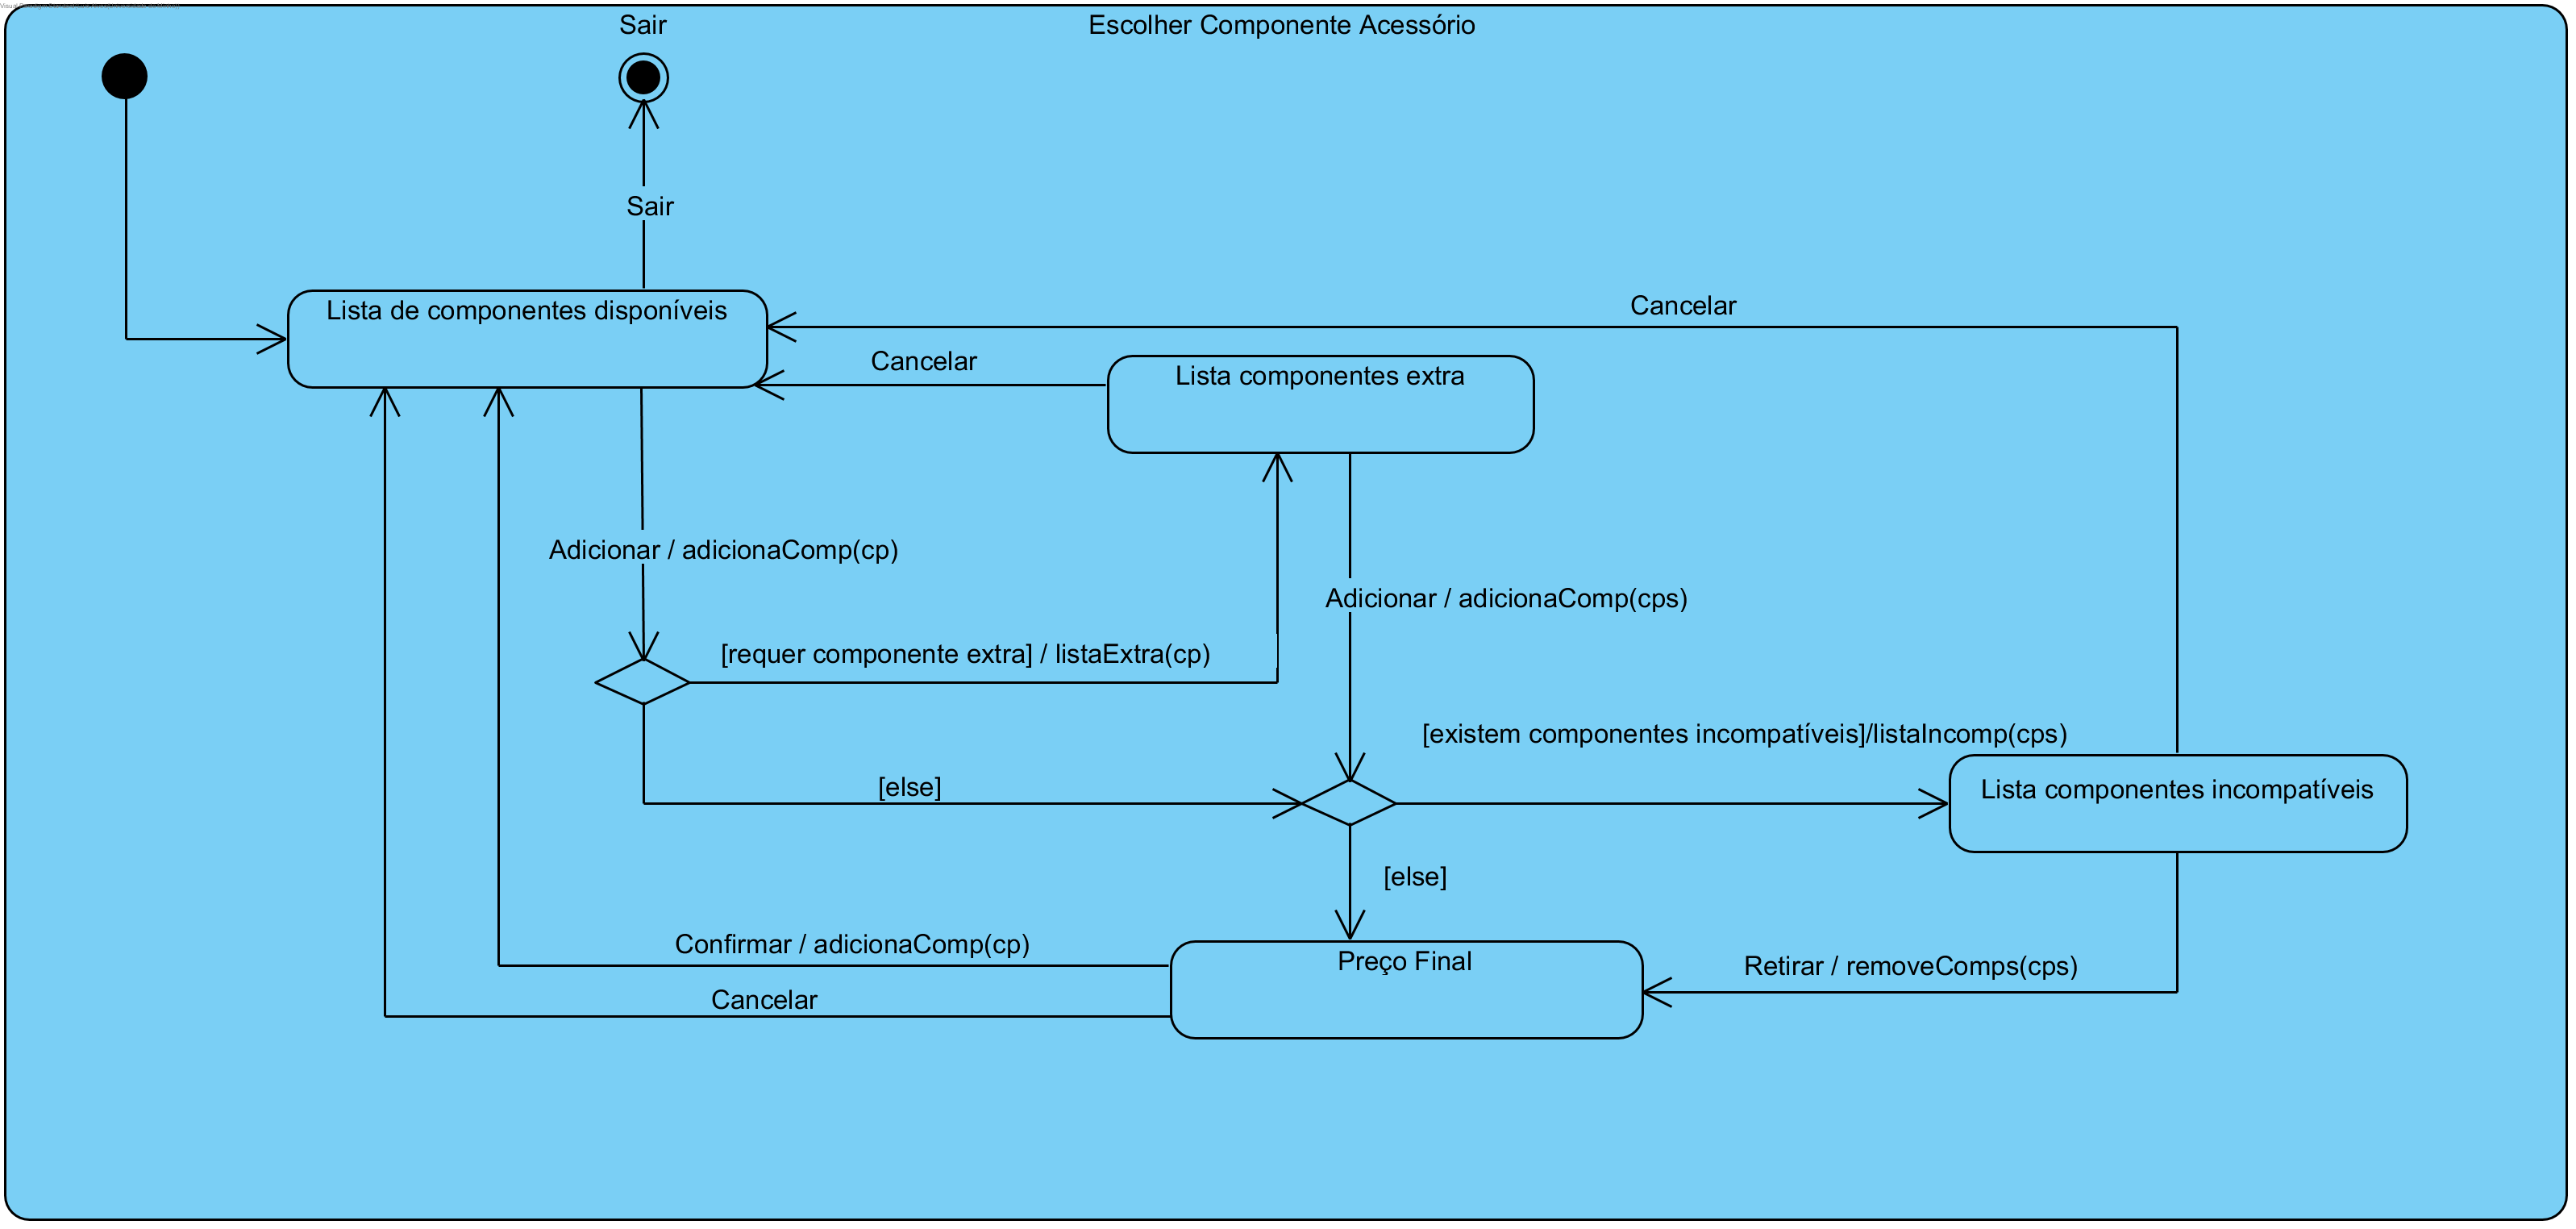 Sair
Escolher Componente Acessório
Sair
Lista de componentes disponíveis
Cancelar
Cancelar
Lista componentes extra
Adicionar / adicionaComp(cp)
Adicionar / adicionaComp(cps)
[requer componente extra] / listaExtra(cp)
[existem componentes incompatíveis]/listaIncomp(cps)
[else]
Lista componentes incompatíveis
[else]
Confirmar / adicionaComp(cp)
Preço Final
Retirar / removeComps(cps)
Cancelar